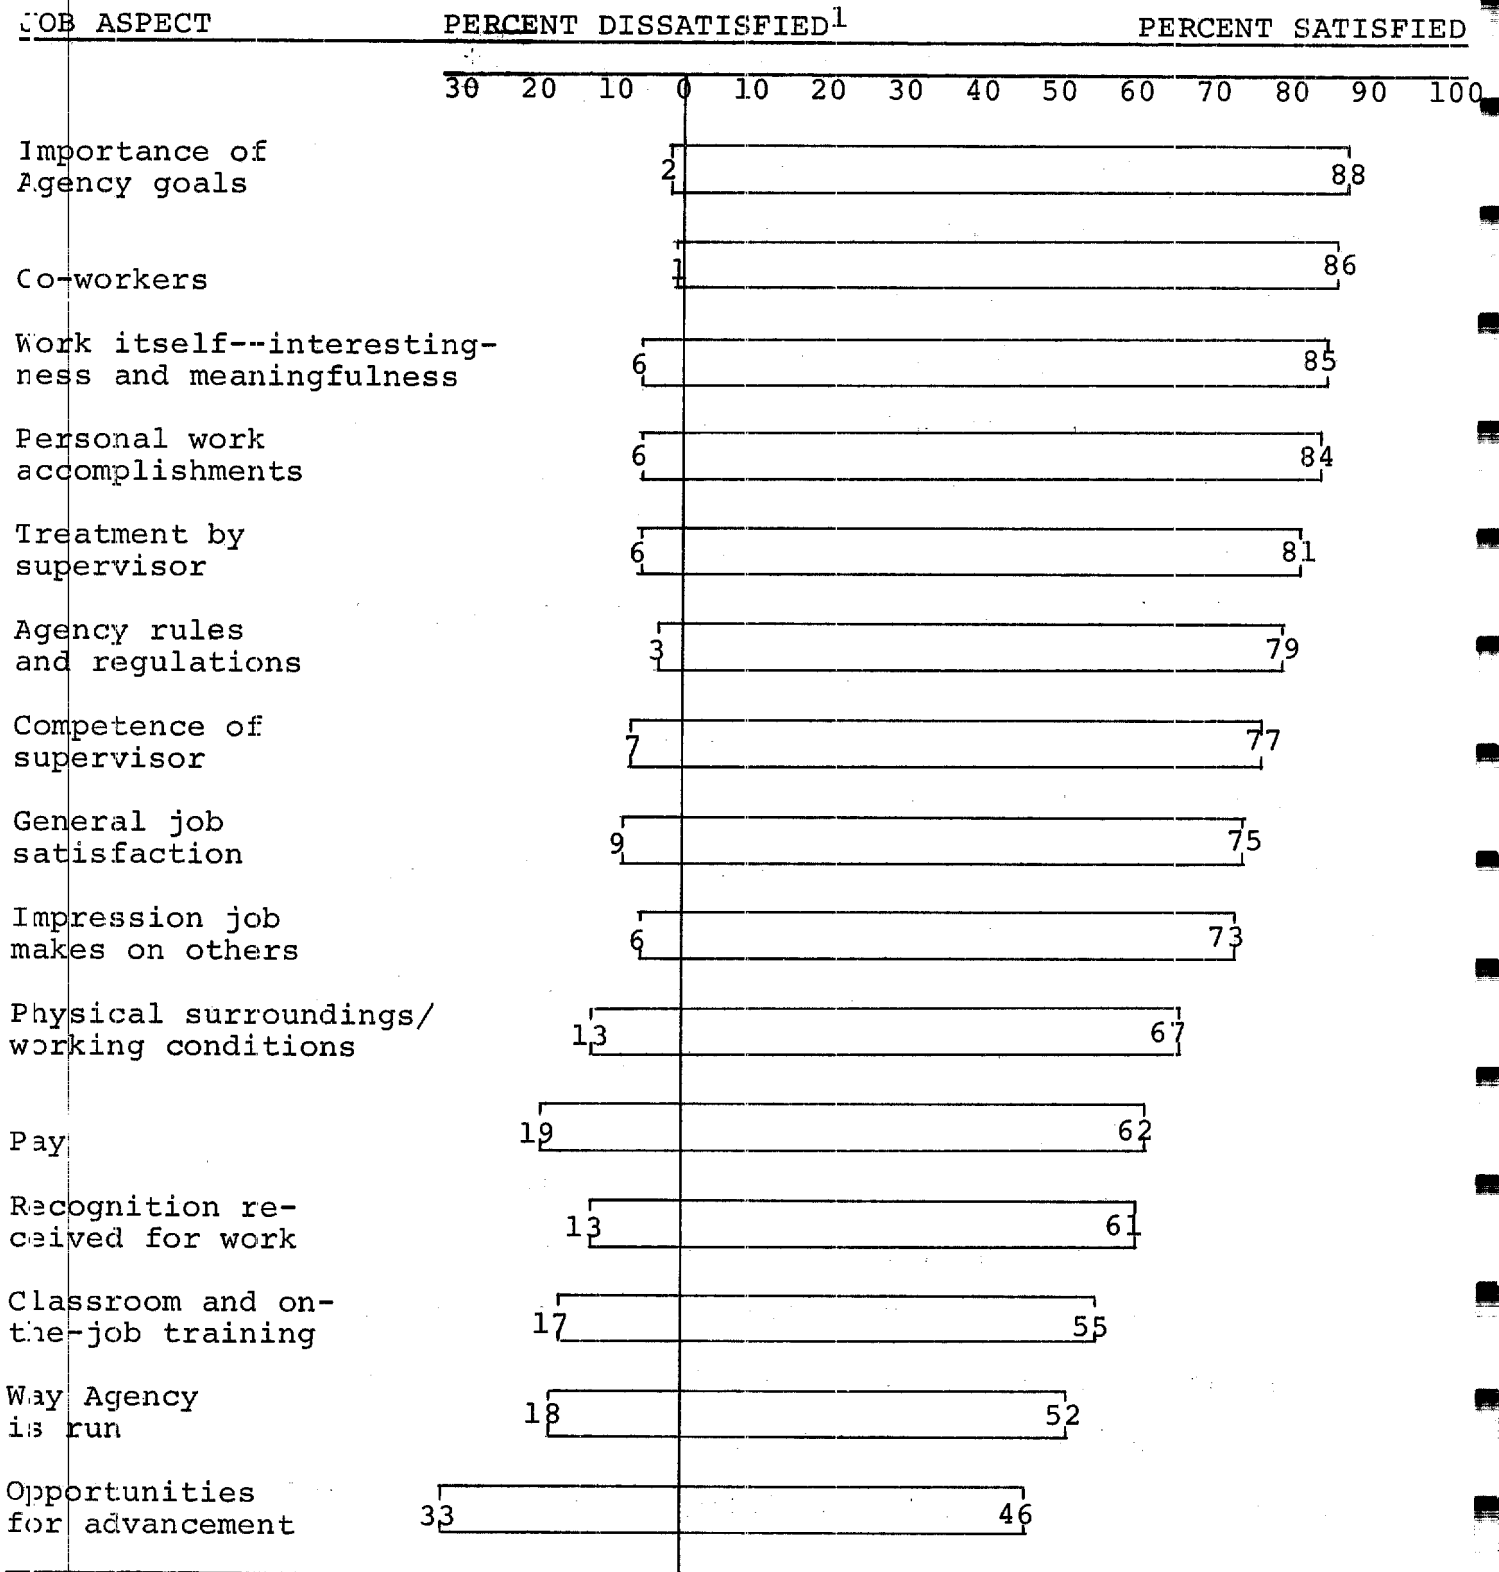 JOB ASPECT PERCENT DISSATISFIED1 PERCENT SATISFIED
30 20 10 0 10 20 30 40 50 60 70 80 90 100
Importance of
Agency goals 2 88
Co-workers 1 86
Work itself--interesting-
ness and meaningfulness 6 85
Personal work
accomplishments 6 84
Treatment by
supervisor 6 81
Agency rules
and regulations 3 79
Competence of
supervisor 7 77
General job
satisfaction 9 75
Impression job
makes on others 6 73
Physical surroundings/
working conditions 13 67
Pay 19 62
Recognition re-
ceived for work 13 61
Classroom and on-
the-job training 17 55
Way Agency
is run 18 52
Opportunities
for advancement 33 46